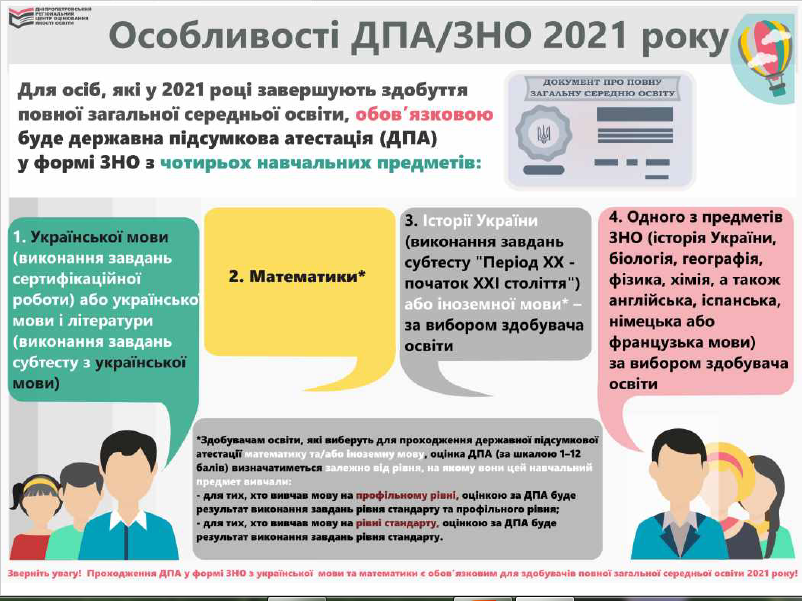 ДНІПРОПЕТРОВСЬКИЙ
РЕГІОНАЛЬНИЙ
ЦЕНТР ОЦІНЮВАННЯ
ЯКОСТІ ОСВІТИ
Особливості ДПА/ЗНО 2021 року
Для осіб, які у 2021 році завершують здобуття
повної загальної середньої освіти, обов'язковою
буде державна підсумкова атестація (ДПА)
у формі ЗНО з чотирьох навчальних предметів:
ДОКУМЕНТ ПРО ПОВНУ
ЗАГАЛЬНУ СЕРЕДНЮ ОСВІТУ
1. Української мови
(виконання завдань
сертифікаційної
роботи) або української
мови і літератури
(виконання завдань
субтесту з української
мови)
2. Математики*
3. Історії України
(виконання завдань
субтесту "Період ХХ -
початок ХХІ століття")
або іноземної мови* –
за вибором здобувача
освіти
4. Одного з предметів
ЗНО (історія України,
біологія, географія,
фізика, хімія, а також
англійська, іспанська,
німецька або
французька мови)
за вибором здобувача
освіти
*Здобувачам освіти, які виберуть для проходження державної підсумкової
атестації математику та/або іноземну мову, оцінка ДПА (за шкалою 1–12
балів) визначатиметься залежно від рівня, на якому вони цей навчальний
предмет вивчали:
- для тих, хто вивчав мову на профільному рівні, оцінкою за ДПА буде
результат виконання завдань рівня стандарту та профільного рівня;
- для тих, хто вивчав мову на рівні стандарту, оцінкою за ДПА буде
результат виконання завдань рівня стандарту.
Зверніть увагу! Проходження ДПА у формі ЗНО з української мови та математики є обов'язковим для здобувачів повної загальної середньої освіти 2021 року!